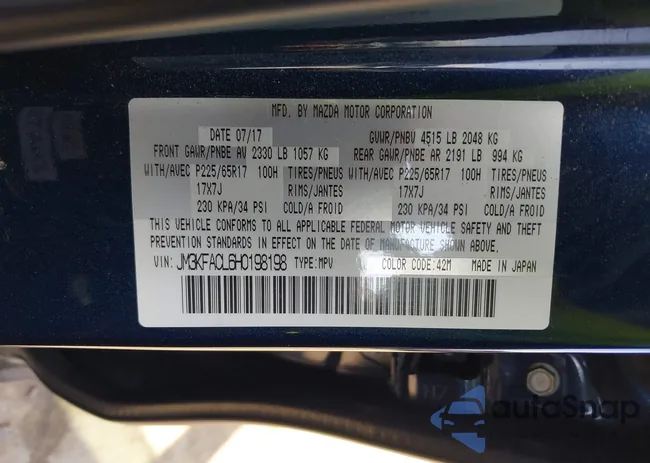 MFD. BY MAZDA MOTOR CORPORATION
DATE 07/17 GVWR/PNBV 4515 LB 2048 KG
FRONT GAWR/PNBE AV 2330 LB 1057 KG REAR GAWR/PNBE AR 2191 LB 994 KG
WITH/AVEC P225/65R17 100H TIRES/PNEUS WITH/AVEC P225/65R17 100H TIRES/PNEUS
17X7J RIMS/JANTES 17X7J RIMS/JANTES
230 KPA/34 PSI COLD/A FROID 230 KPA/34 PSI COLD/A FROID
THIS VEHICLE CONFORMS TO ALL APPLICABLE FEDERAL MOTOR VEHICLE SAFETY AND THEFT
PREVENTION STANDARDS IN EFFECT ON THE DATE OF MANUFACTURE SHOWN ABOVE.
VIN: JM3KFACL6H0198198 TYPE:MPV COLOR CODE:42M MADE IN JAPAN
autoSnap